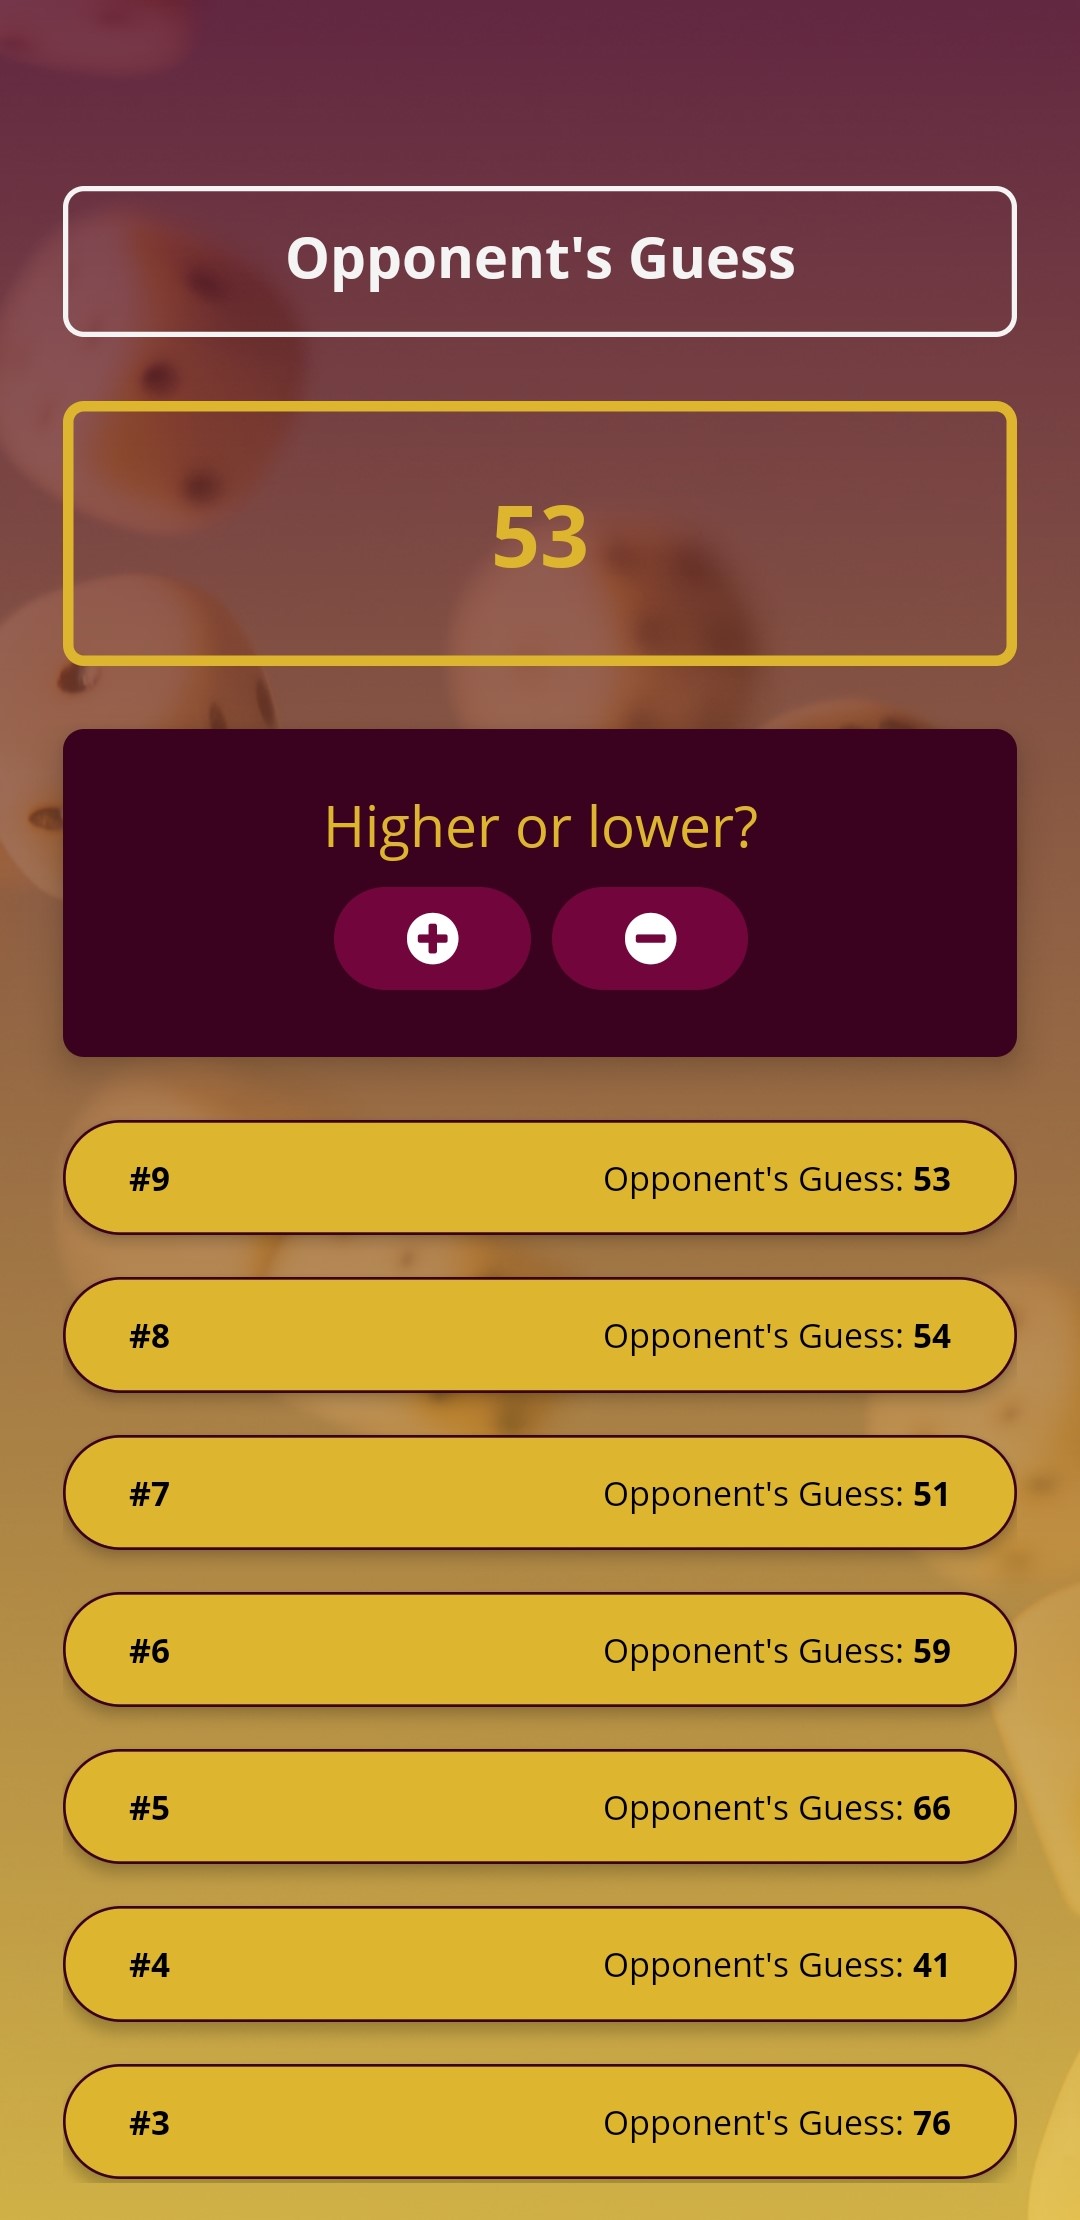 Opponent's Guess
53
Higher or lower?
#9 Opponent's Guess: 53
#8 Opponent's Guess: 54
#7 Opponent's Guess: 51
#6 Opponent's Guess: 59
#5 Opponent's Guess: 66
#4 Opponent's Guess: 41
#3 Opponent's Guess: 76